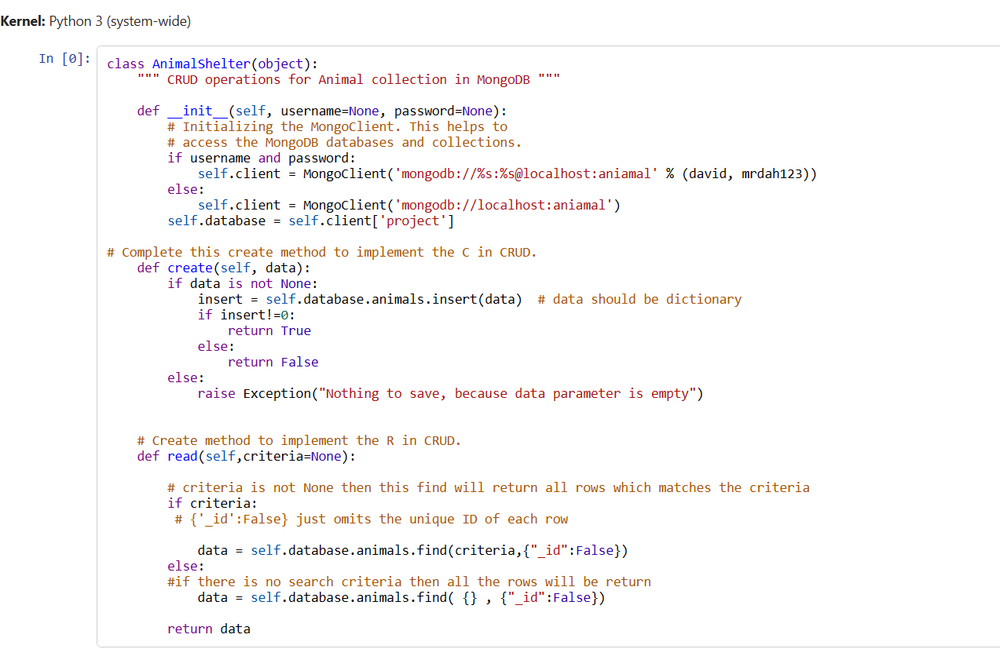 Kernel: Python 3 (system-wide)
In [0]:
class AnimalShelter(object):
    """ CRUD operations for Animal collection in MongoDB """

    def __init__(self, username=None, password=None):
        # Initializing the MongoClient. This helps to
        # access the MongoDB databases and collections.
        if username and password:
            self.client = MongoClient('mongodb://%s:%s@localhost:aniamal' % (david, mrdah123))
        else:
            self.client = MongoClient('mongodb://localhost:aniamal')
        self.database = self.client['project']

# Complete this create method to implement the C in CRUD.
    def create(self, data):
        if data is not None:
            insert = self.database.animals.insert(data)  # data should be dictionary
            if insert!=0:
                return True
            else:
                return False
        else:
            raise Exception("Nothing to save, because data parameter is empty")


    # Create method to implement the R in CRUD.
    def read(self,criteria=None):

        # criteria is not None then this find will return all rows which matches the criteria
        if criteria:
         # {'_id':False} just omits the unique ID of each row

            data = self.database.animals.find(criteria,{"_id":False})
        else:
        #if there is no search criteria then all the rows will be return
            data = self.database.animals.find( {} , {"_id":False})

        return data